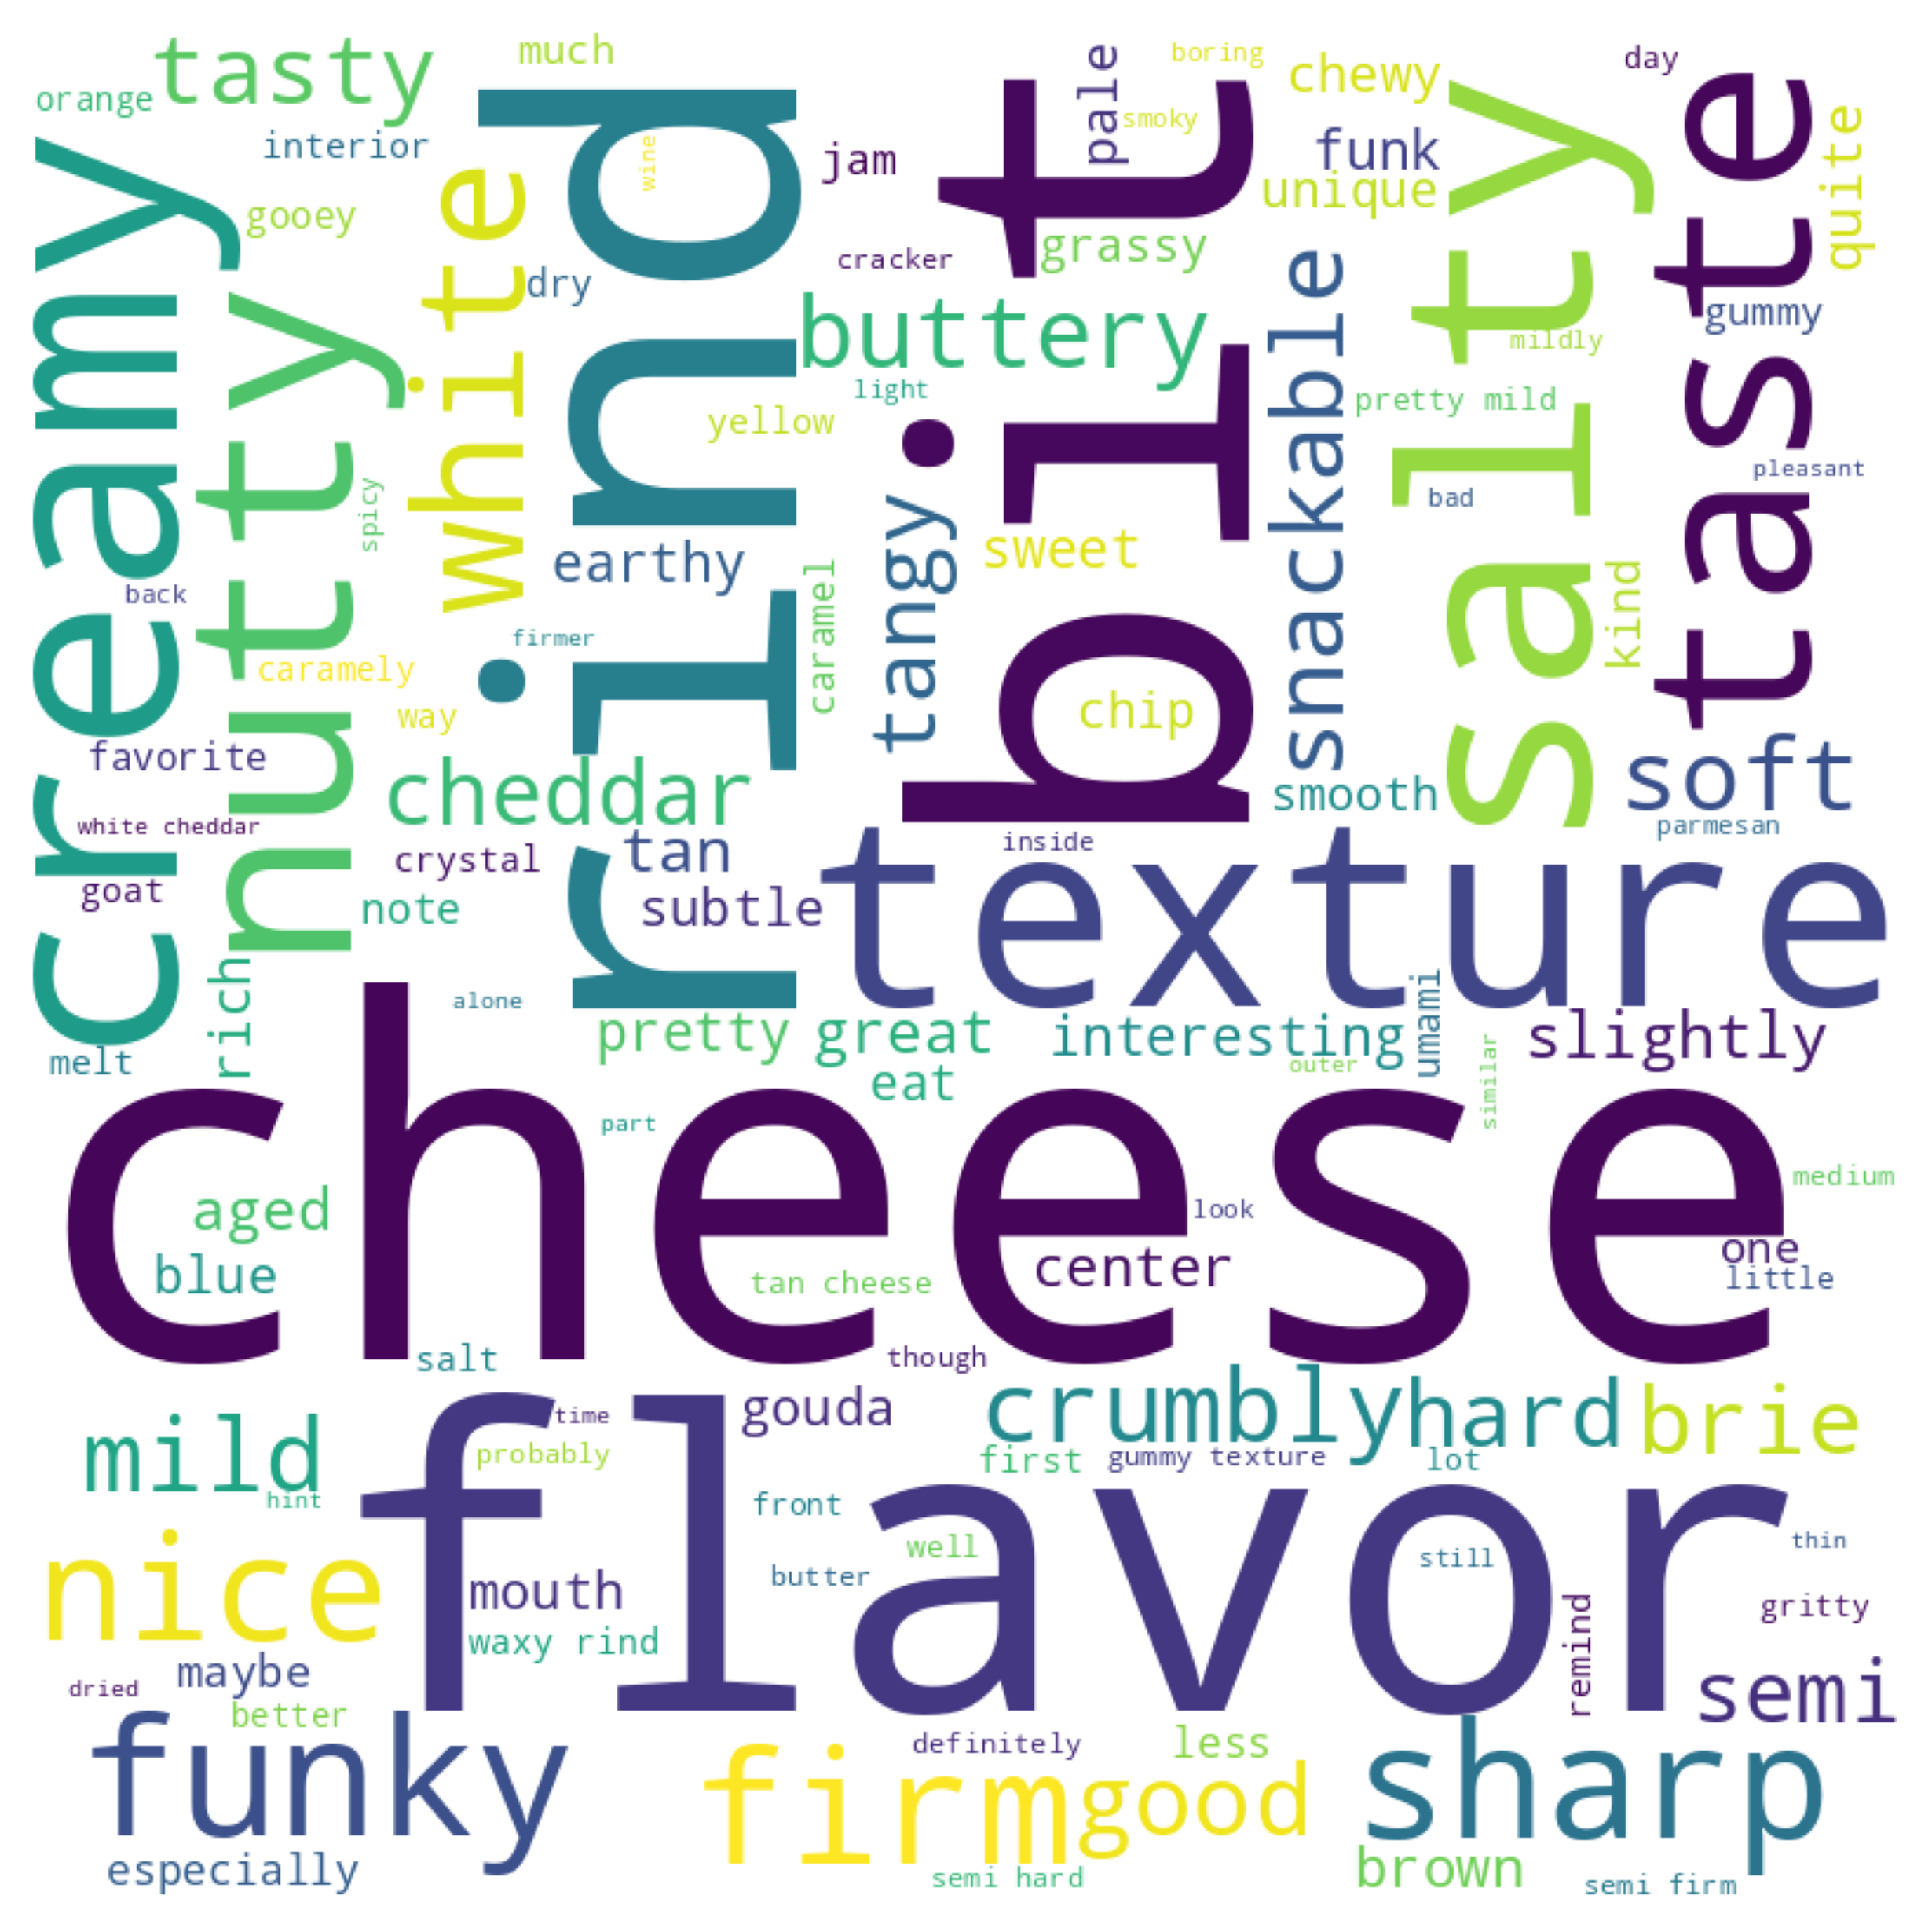 tasty
much
boring
day
orange
pale
chewy
interior
smoky
funk
quite
jam
wine
unique
gooey
grassy
cracker
dry
white
creamy
nutty
rind
bit
salty
taste
gummy
buttery
mildly
light
snackable
pretty mild
yellow
pleasant
spicy
bad
tangy
sweet
earthy
back
caramel
kind
firmer
caramely
way
chip
favorite
cheddar
smooth
soft
white cheddar
parmesan
inside
tan
crystal
goat
note
subtle
texture
rich
alone
umami
melt
pretty
great
interesting
slightly
outer
eat
similar
part
cheese
medium
aged
look
blue
tan cheese
center
one
little
salt
though
gouda
crumbly
hard
brie
time
mild
probably
first
gummy texture
lot
hint
flavor
front
well
still
thin
nice
mouth
butter
gritty
waxy rind
remind
maybe
dried
better
semi
funky
definitely
less
firm
good
sharp
especially
semi hard
brown
semi firm